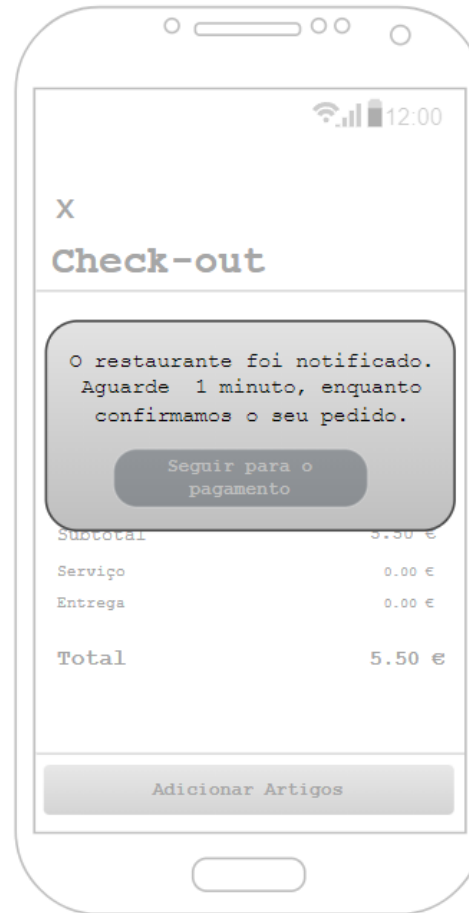 12:00
X
Check-out
O restaurante foi notificado.
Aguarde 1 minuto, enquanto
confirmamos o seu pedido.
Seguir para o
pagamento
Subtotal 5.50 €
Serviço 0.00 €
Entrega 0.00 €
Total 5.50 €
Adicionar Artigos